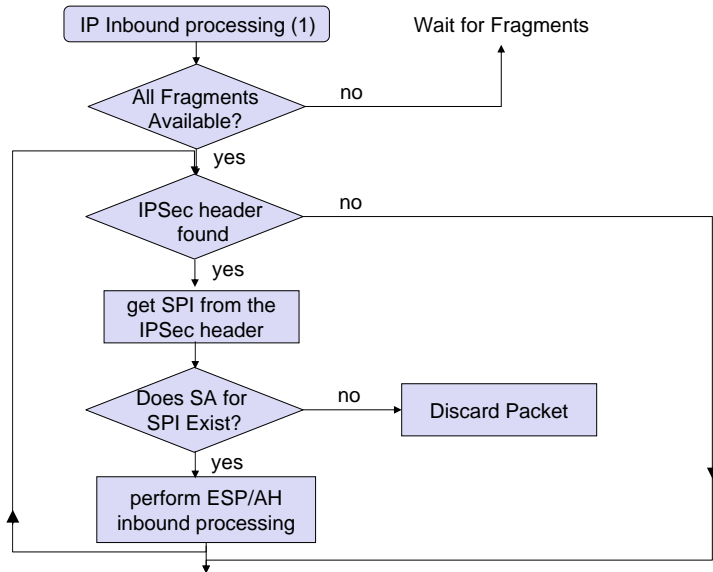 IP Inbound processing (1)
Wait for Fragments
All Fragments
Available?
no
yes
IPSec header
found
no
yes
get SPI from the
IPSec header
Does SA for
SPI Exist?
no
Discard Packet
yes
perform ESP/AH
inbound processing